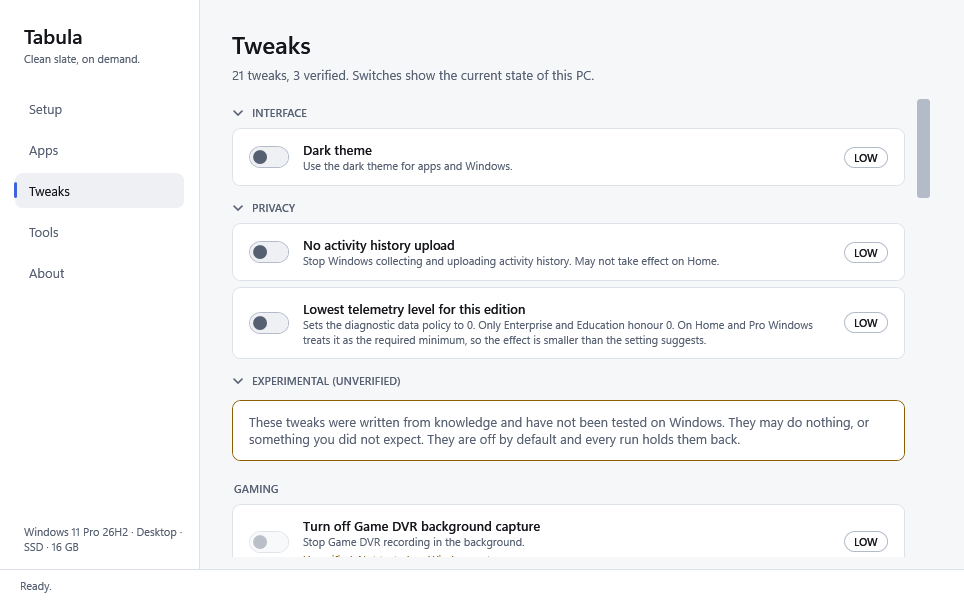 Tabula
Clean slate, on demand.
Setup
Apps
Tweaks
Tools
About
Windows 11 Pro 26H2 · Desktop ·
SSD · 16 GB
Tweaks
21 tweaks, 3 verified. Switches show the current state of this PC.
INTERFACE
Dark theme
Use the dark theme for apps and Windows.
LOW
PRIVACY
No activity history upload
Stop Windows collecting and uploading activity history. May not take effect on Home.
LOW
Lowest telemetry level for this edition
Sets the diagnostic data policy to 0. Only Enterprise and Education honour 0. On Home and Pro Windows
treats it as the required minimum, so the effect is smaller than the setting suggests.
LOW
EXPERIMENTAL (UNVERIFIED)
These tweaks were written from knowledge and have not been tested on Windows. They may do nothing, or
something you did not expect. They are off by default and every run holds them back.
GAMING
Turn off Game DVR background capture
Stop Game DVR recording in the background.
LOW
Ready.